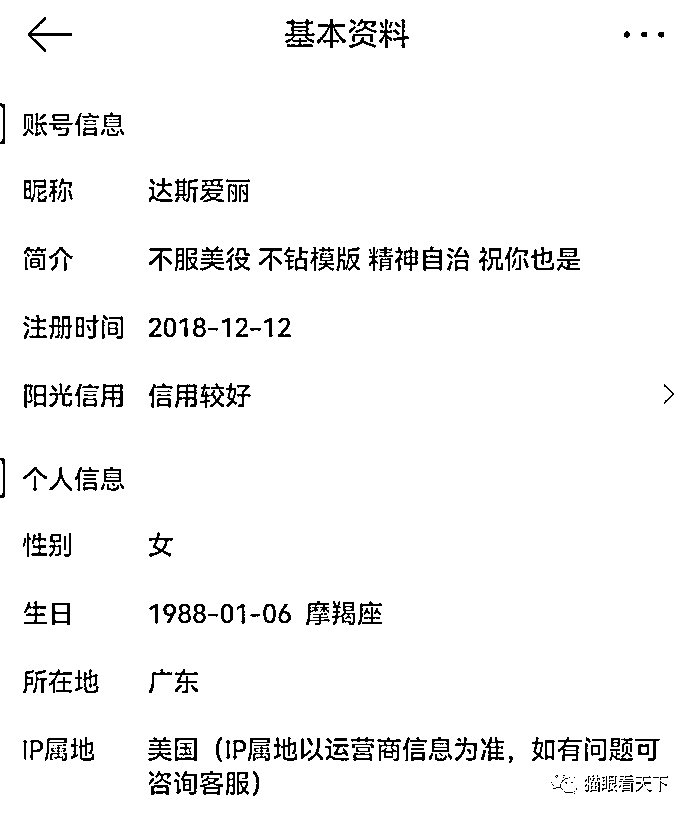 基本资料
账号信息
昵称 达斯爱丽
简介 不服美役 不钻模版 精神自治 祝你也是
注册时间 2018-12-12
阳光信用 信用较好
个人信息
性别 女
生日 1988-01-06 摩羯座
所在地 广东
IP属地 美国（IP属地以运营商信息为准，如有问题可
咨询客服）
猫眼看天下